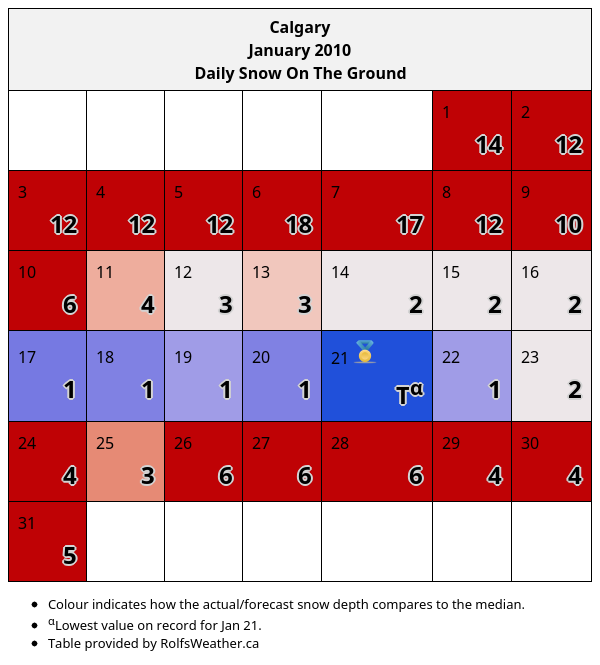 Calgary
January 2010
Daily Snow On The Ground
1 2
14 12
3 4 5 6 7 8 9
12 12 12 18 17 12 10
10 11 12 13 14 15 16
6 4 3 3 2 2 2
17 18 19 20 21 22 23
1 1 1 1 Tα 1 2
24 25 26 27 28 29 30
4 3 6 6 6 4 4
31
5
• Colour indicates how the actual/forecast snow depth compares to the median.
• αLowest value on record for Jan 21.
• Table provided by RolfsWeather.ca